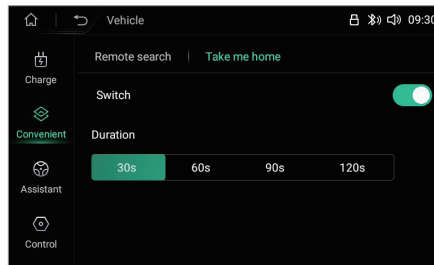 Vehicle
09:30
Charge
Remote search
Take me home
Switch
Convenient
Duration
30s
60s
90s
120s
Assistant
Control